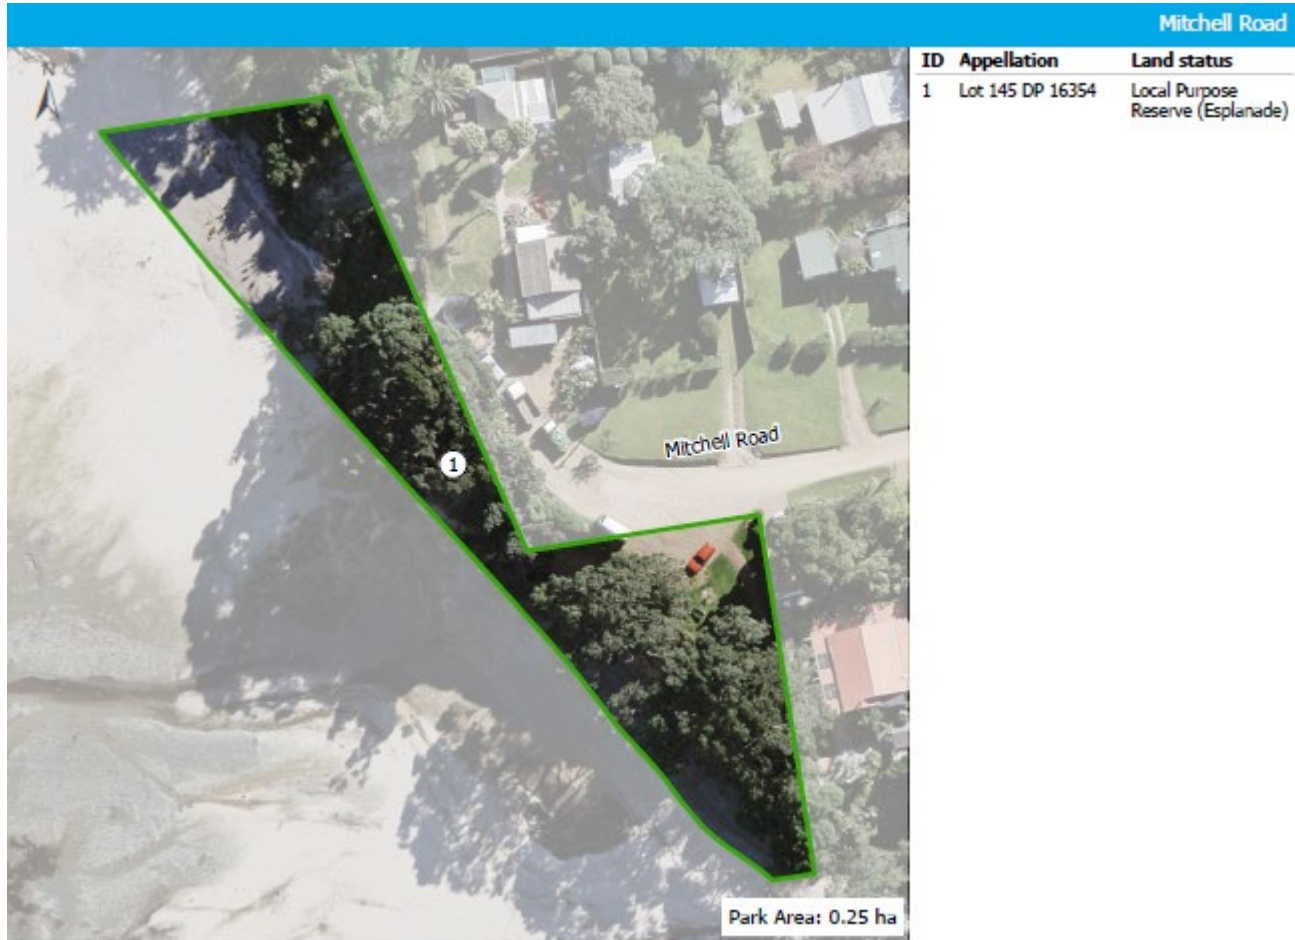 Mitchell Road
ID Appellation Land status
1 Lot 145 DP 16354 Local Purpose
Reserve (Esplanade)
N
Mitchell Road
1
Park Area: 0.25 ha